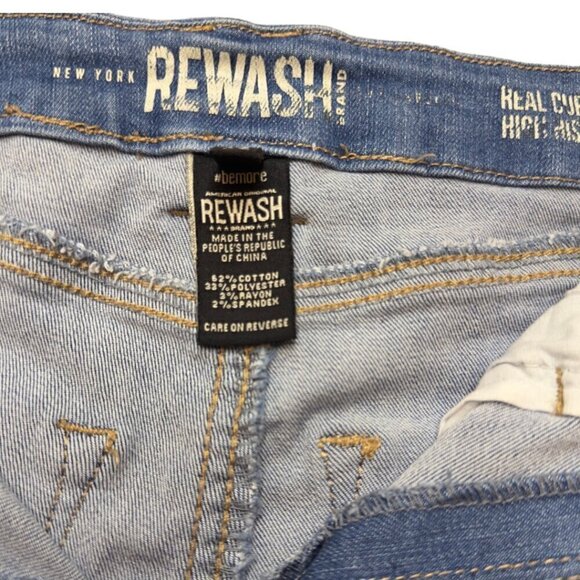 NEW YORK
REWASH
BRAND
REAL CU
HIGH RIS
#bemore
AMERICAN ORIGINAL
REWASH
BRAND
MADE IN THE
PEOPLE'S REPUBLIC
OF CHINA
62%COTTON
33%POLYESTER
3%RAYON
2%SPANDEX
CARE ON REVERSE